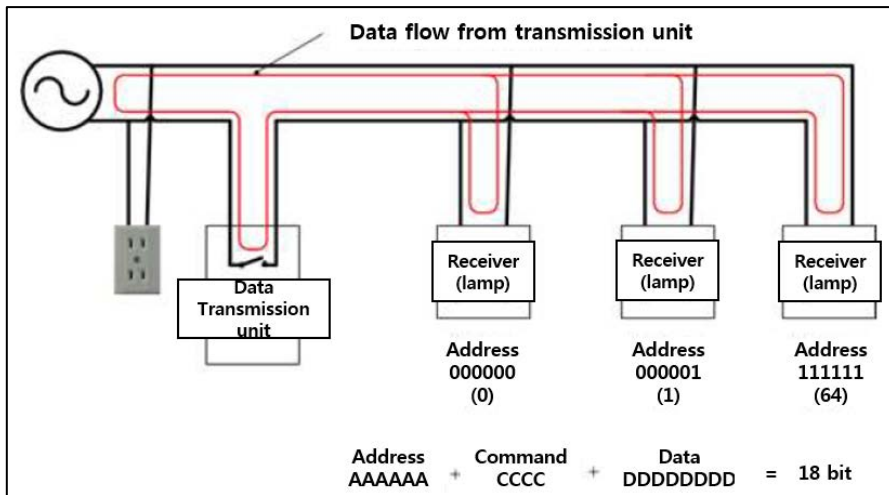 Data flow from transmission unit
Data
Transmission
unit
Receiver
(lamp)
Receiver
(lamp)
Receiver
(lamp)
Address
000000
(0)
Address
000001
(1)
Address
111111
(64)
Address + Command + Data = 18 bit
AAAAAA CCCC DDDDDDDD